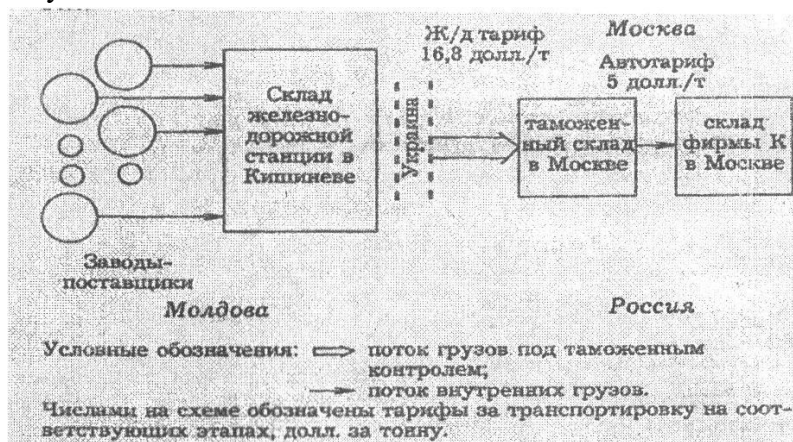 Ж/д тариф
16,8 долл./т
Москва
Автотариф
5 долл./т
Склад
железно-
дорожной
станции в
Кишиневе
Украина
таможен-
ный склад
в Москве
склад
фирмы К
в Москве
Заводы-
поставщики
Молдова
Россия
Условные обозначения:
поток грузов под таможенным
контролем;
поток внутренних грузов.
Числами на схеме обозначены тарифы за транспортировку на соот-
ветствующих этапах, долл. за тонну.